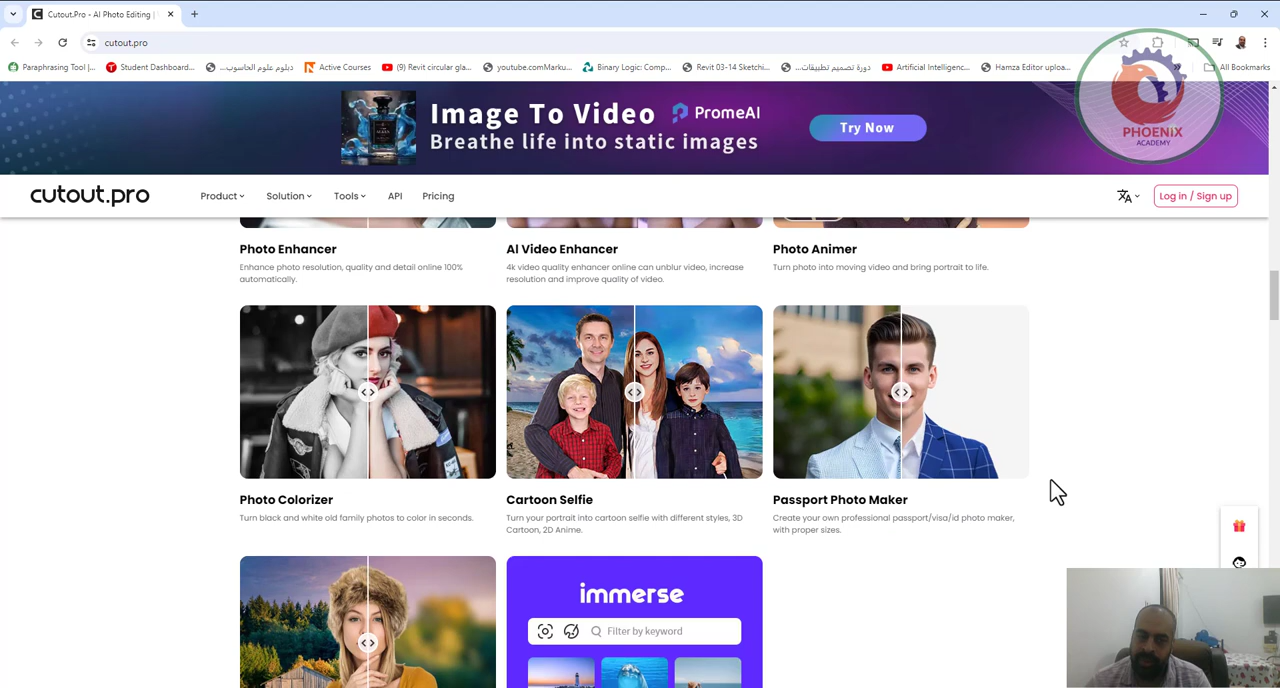 Cutout.Pro - AI Photo Editing |
cutout.pro
Paraphrasing Tool |...
Student Dashboard...
دبلوم علوم الحاسوب...
Active Courses
(9) Revit cedar gla...
youtube.comMarku...
Binary Logic: Comp...
Revit 03-14 Sketchi...
دورة تصميم تطبيقات...
Artificial Intelligenc...
Hamza Editor uploa...
All Bookmarks
Image To Video PromeAI
Breathe life into static images
Try Now
PHOENIX
ACADEMY
cutout.pro
Product
Solution
Tools
API
Pricing
Log in / Sign up
Photo Enhancer
Enhance photo resolution, quality and detail online 100%
automatically.
AI Video Enhancer
4k video quality enhancer online can unblur video, increase
resolution and improve quality of video.
Photo Animer
Turn photo into moving video and bring portrait to life.
Photo Colorizer
Turn black and white old family photos to color in seconds.
Cartoon Selfie
Turn your portrait into cartoon selfie with different styles, 3D
Cartoon, 2D Anime.
Passport Photo Maker
Create your own professional passport/visa/id photo maker,
with proper sizes.
immerse
Filter by keyword